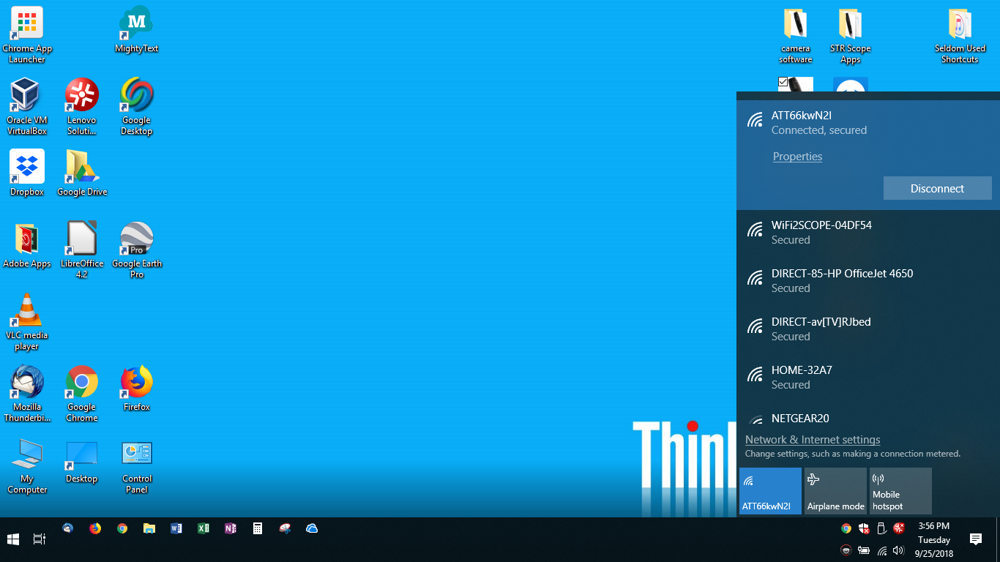 Chrome App
Launcher
MightyText
Oracle VM
VirtualBox
Lenovo
Soluti...
Google
Desktop
Dropbox
Google Drive
Adobe Apps
LibreOffice
4.2
Pro
Google Earth
Pro
VLC media
player
Mozilla
Thunderbi...
Google
Chrome
Firefox
My
Computer
Desktop
Control
Panel
camera
software
STR Scope
Apps
Seldom Used
Shortcuts
ATT66kwN2I
Connected, secured
Properties
Disconnect
WiFi2SCOPE-04DF54
Secured
DIRECT-85-HP OfficeJet 4650
Secured
DIRECT-av[TV]RJbed
Secured
HOME-32A7
Secured
NETGEAR20
Network & Internet settings
Change settings, such as making a connection metered.
ATT66kwN2I
Airplane mode
Mobile
hotspot
Thin
3:56 PM
Tuesday
9/25/2018